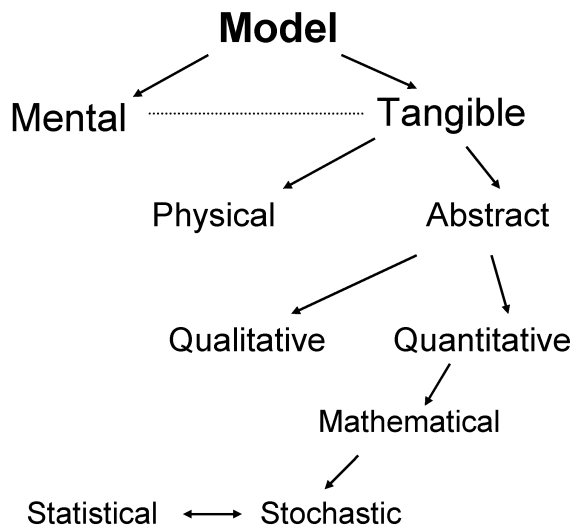 Model
Mental
Tangible
Physical
Abstract
Qualitative
Quantitative
Mathematical
Statistical
Stochastic